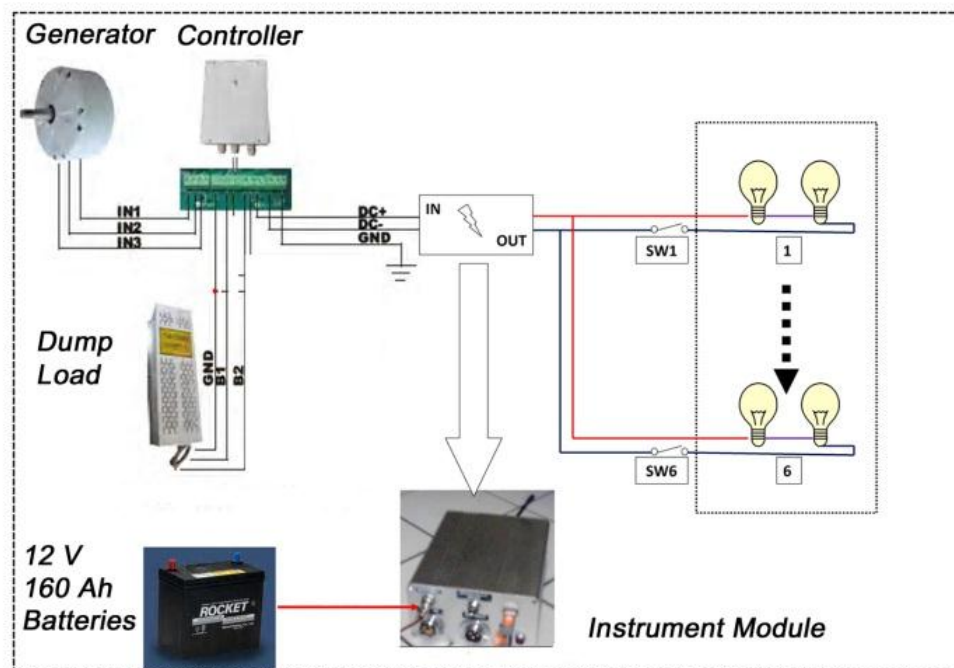 Generator
Controller
IN1
IN2
IN3
DC+
DC-
GND
IN
OUT
SW1
1
Dump
Load
GND
B1
B2
SW6
6
12 V
160 Ah
Batteries
ROCKET
Instrument Module